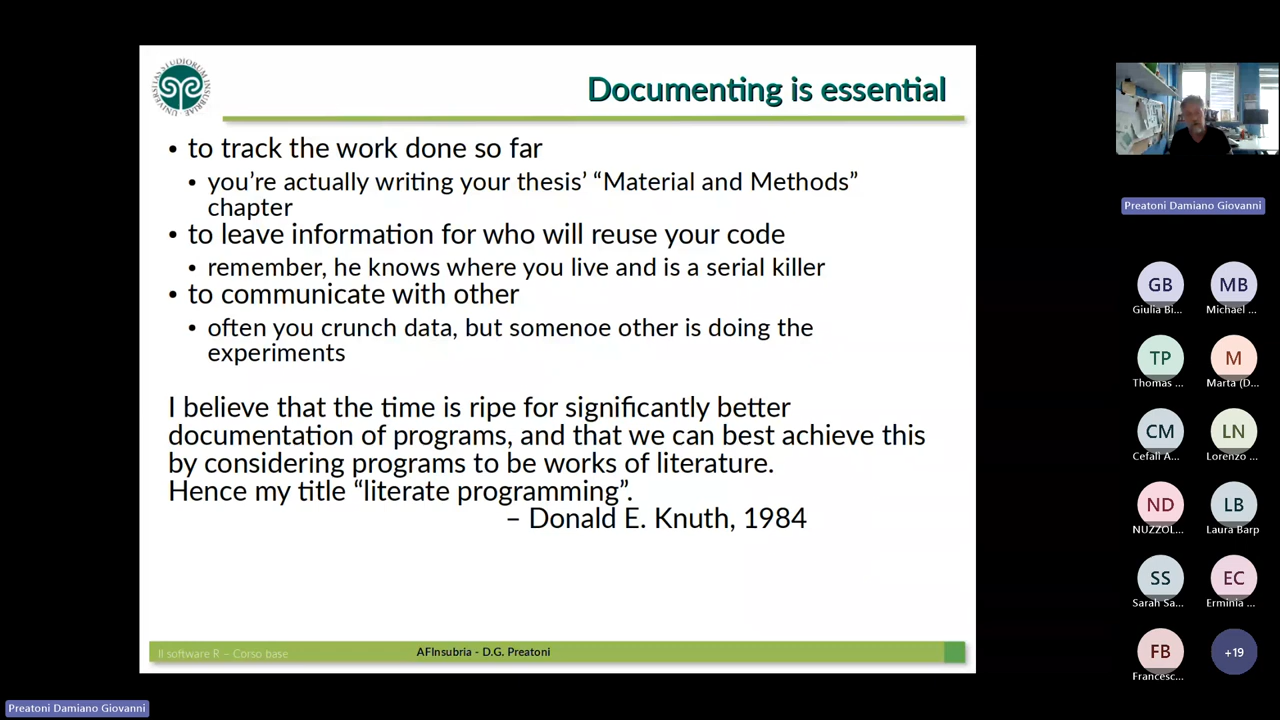 UNIVERSITAS STUDIORUM INSUBRIAE
Documenting is essential
• to track the work done so far
• you’re actually writing your thesis’ “Material and Methods”
chapter
• to leave information for who will reuse your code
• remember, he knows where you live and is a serial killer
• to communicate with other
• often you crunch data, but somenoe other is doing the
experiments
I believe that the time is ripe for significantly better
documentation of programs, and that we can best achieve this
by considering programs to be works of literature.
Hence my title “literate programming”.
– Donald E. Knuth, 1984
Il software R – Corso base
AFInsubria - D.G. Preatoni
Preatoni Damiano Giovanni
GB
MB
Giulia Bi...
Michael ...
TP
M
Thomas ...
Marta (D...
CM
LN
Cefalì A...
Lorenzo ...
ND
LB
NUZZOL...
Laura Barp
SS
EC
Sarah Sa...
Erminia ...
FB
+19
Francesc...
Preatoni Damiano Giovanni